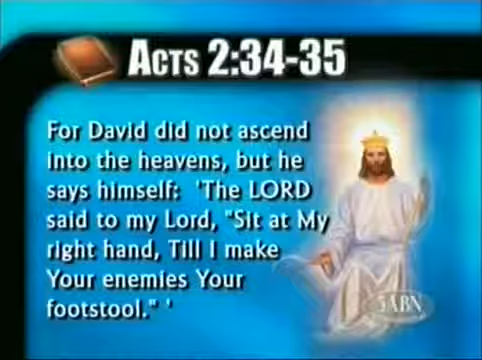 Acts 2:34-35
For David did not ascend
into the heavens, but he
says himself: 'The LORD
said to my Lord, "Sit at My
right hand, Till I make
Your enemies Your
footstool." '
3ABN